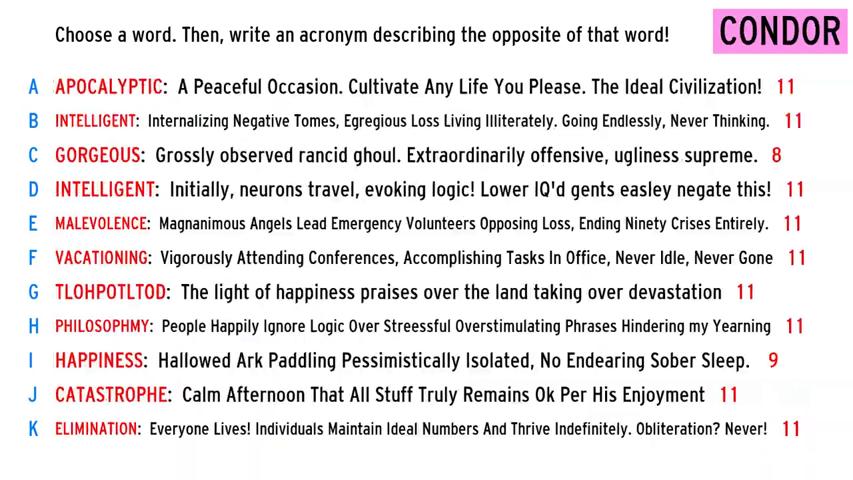 Choose a word. Then, write an acronym describing the opposite of that word! CONDOR
A APOCALYPTIC: A Peaceful Occasion. Cultivate Any Life You Please. The Ideal Civilization! 11
B INTELLIGENT: Internalizing Negative Tomes, Egregious Loss Living Illiterately. Going Endlessly, Never Thinking. 11
C GORGEOUS: Grossly observed rancid ghoul. Extraordinarily offensive, ugliness supreme. 8
D INTELLIGENT: Initially, neurons travel, evoking logic! Lower IQ'd gents easley negate this! 11
E MALEVOLENCE: Magnanimous Angels Lead Emergency Volunteers Opposing Loss, Ending Ninety Crises Entirely. 11
F VACATIONING: Vigorously Attending Conferences, Accomplishing Tasks In Office, Never Idle, Never Gone 11
G TLOHPOTLTOD: The light of happiness praises over the land taking over devastation 11
H PHILOSOPHMY: People Happily Ignore Logic Over Streessful Overstimulating Phrases Hindering my Yearning 11
I HAPPINESS: Hallowed Ark Paddling Pessimistically Isolated, No Endearing Sober Sleep. 9
J CATASTROPHE: Calm Afternoon That All Stuff Truly Remains Ok Per His Enjoyment 11
K ELIMINATION: Everyone Lives! Individuals Maintain Ideal Numbers And Thrive Indefinitely. Obliteration? Never! 11